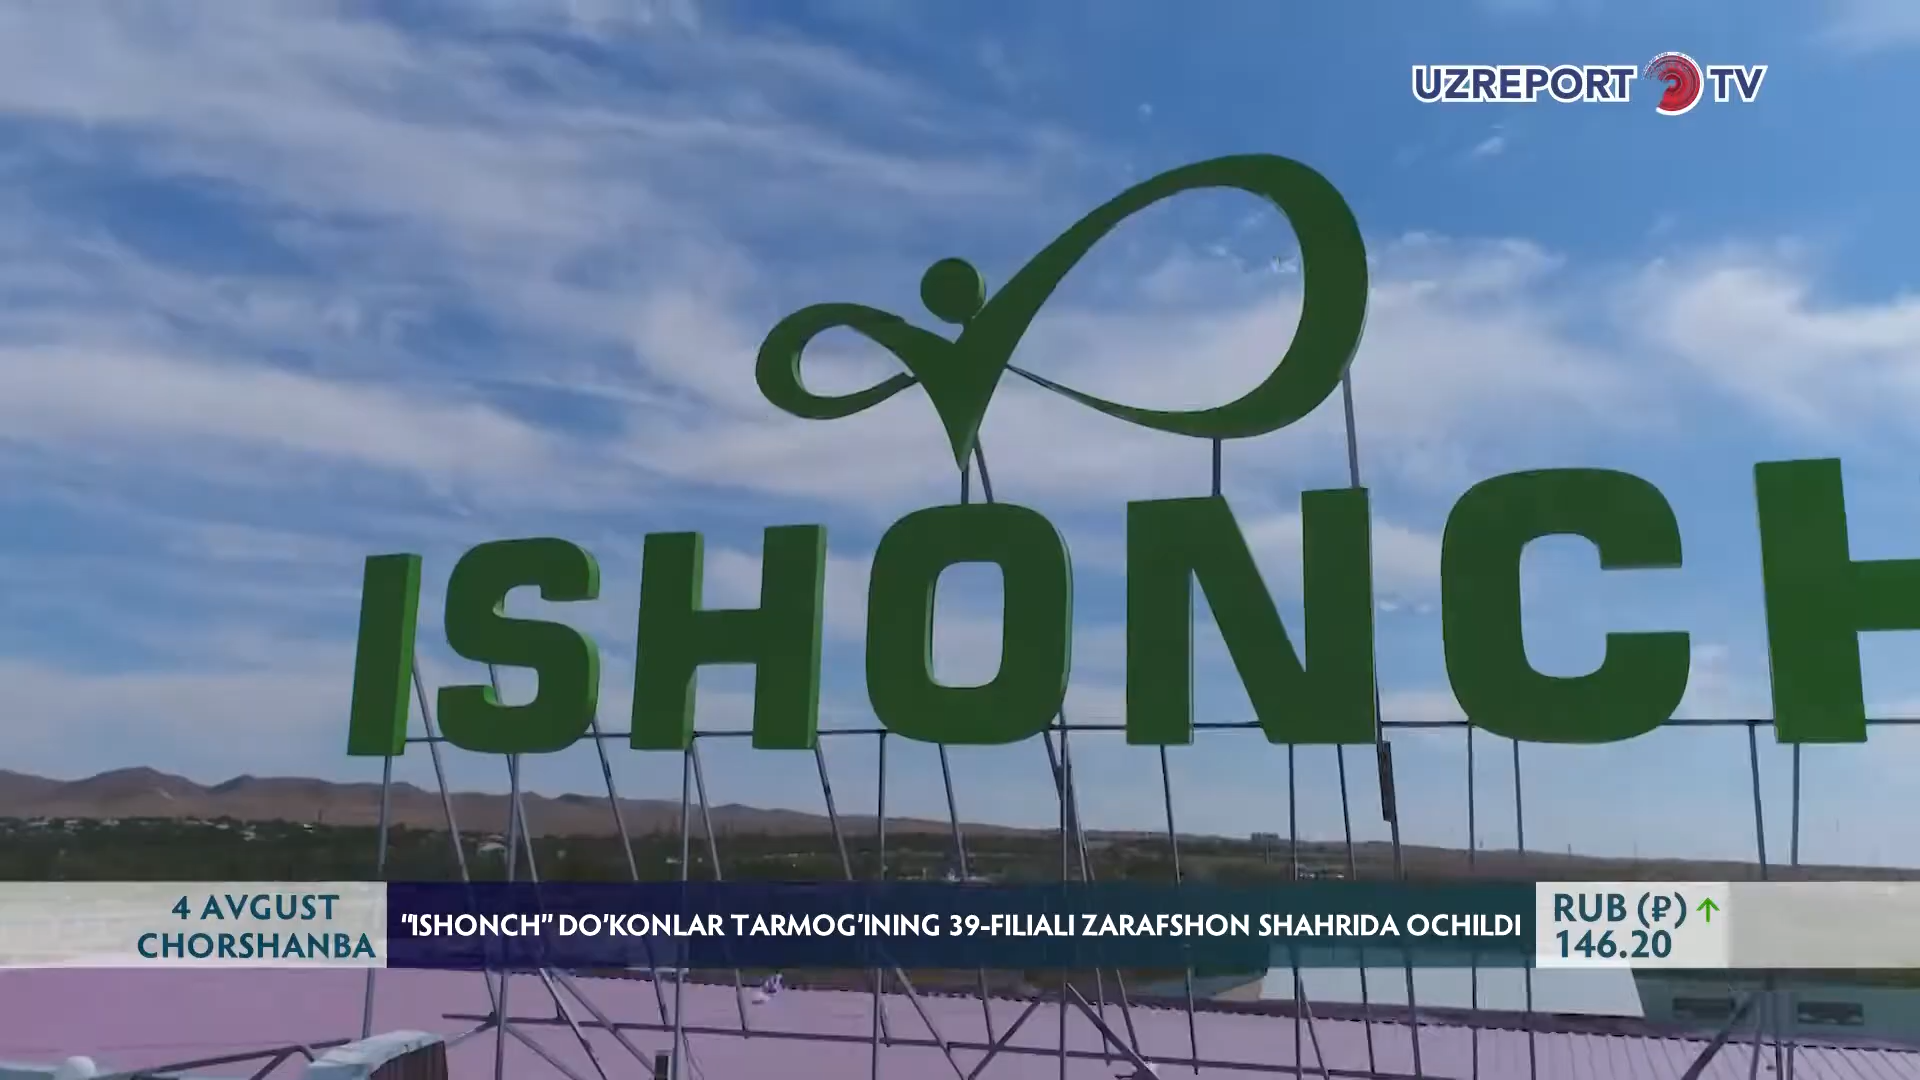 UZREPORT TV
ISHONCH
4 AVGUST
CHORSHANBA
“ISHONCH” DO‘KONLAR TARMOG‘INING 39-FILIALI ZARAFSHON SHAHRIDA OCHILDI
RUB (₽) ↑
146.20